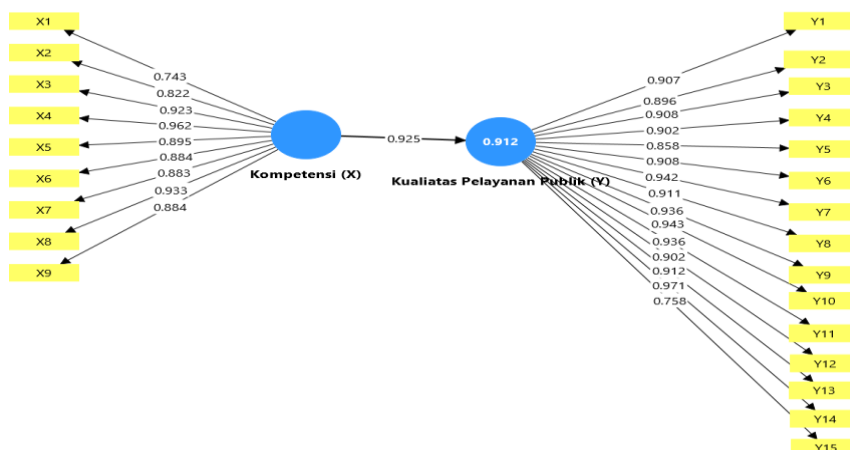 X1
X2
X3
X4
X5
X6
X7
X8
X9
0.743
0.822
0.923
0.962
0.895
0.884
0.883
0.933
0.884
Kompetensi (X)
0.925
0.912
Kualiatas Pelayanan Publik (Y)
0.907
0.896
0.908
0.902
0.858
0.908
0.942
0.911
0.936
0.943
0.936
0.902
0.912
0.971
0.758
Y1
Y2
Y3
Y4
Y5
Y6
Y7
Y8
Y9
Y10
Y11
Y12
Y13
Y14
Y15